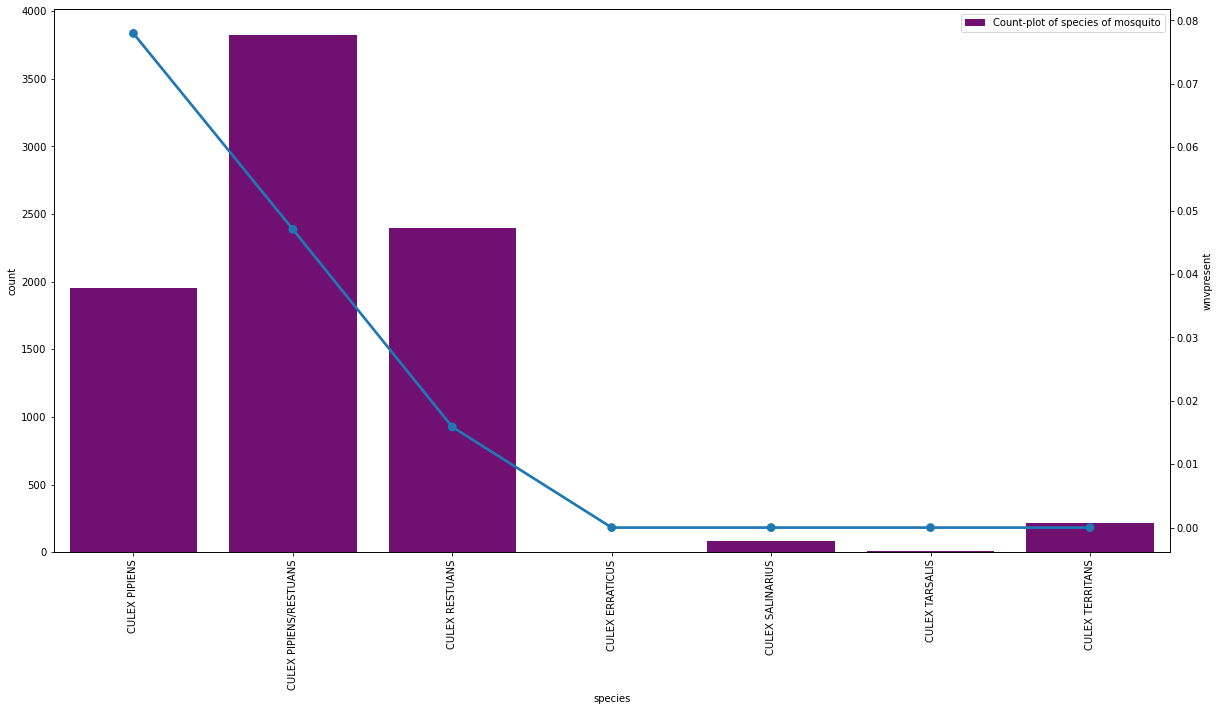 Count-plot of species of mosquito
4000
3500
3000
2500
2000
1500
1000
500
0
count
0.08
0.07
0.06
0.05
0.04
0.03
0.02
0.01
0.00
wnvpresent
CULEX PIPIENS
CULEX PIPIENS/RESTUANS
CULEX RESTUANS
CULEX ERRATICUS
CULEX SALINARIUS
CULEX TARSALIS
CULEX TERRITANS
species